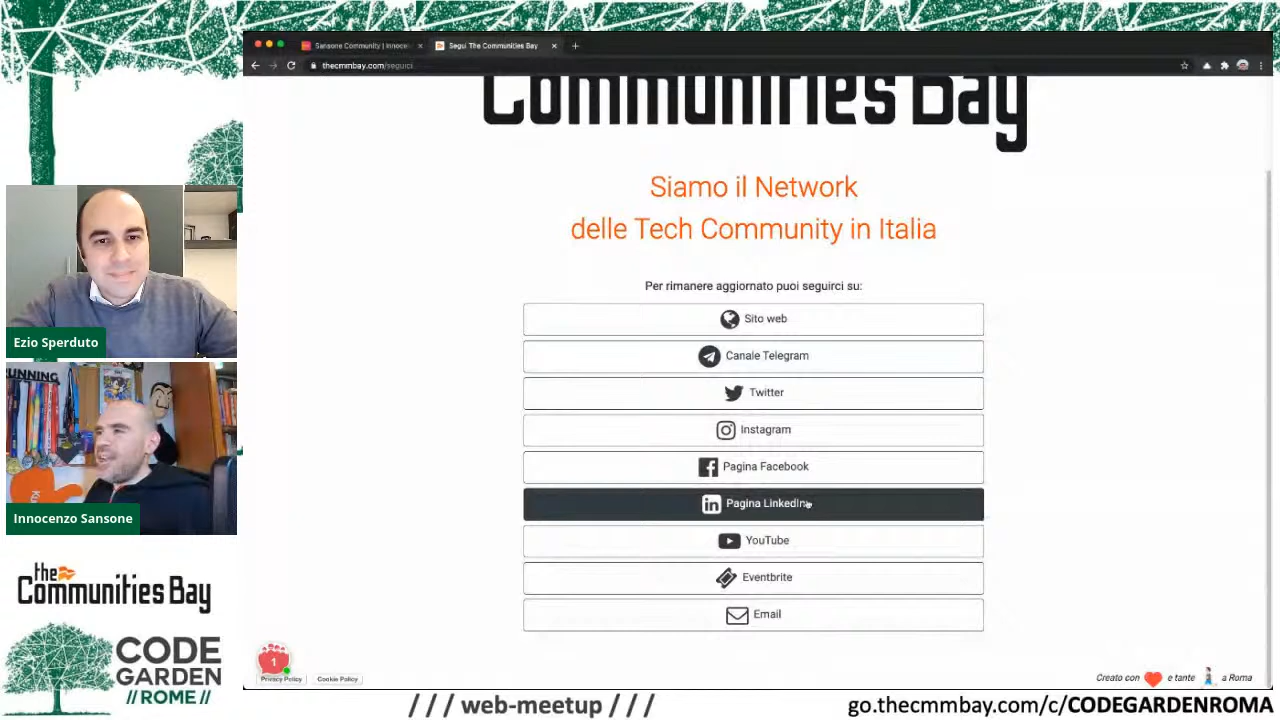 Sansone Community | Innoce
Segui The Communities Bay
thecmmbay.com/seguici
Communities Bay
Siamo il Network
delle Tech Community in Italia
Per rimanere aggiornato puoi seguirci su:
Sito web
Canale Telegram
Twitter
Instagram
Pagina Facebook
Pagina LinkedIn
YouTube
Eventbrite
Email
1
Privacy Policy
Cookie Policy
Creato con e tante a Roma
Ezio Sperduto
RUNNING
Innocenzo Sansone
the
Communities Bay
CODE
GARDEN
// ROME //
/ / / web-meetup / / /
go.thecmmbay.com/c/CODEGARDENROMA